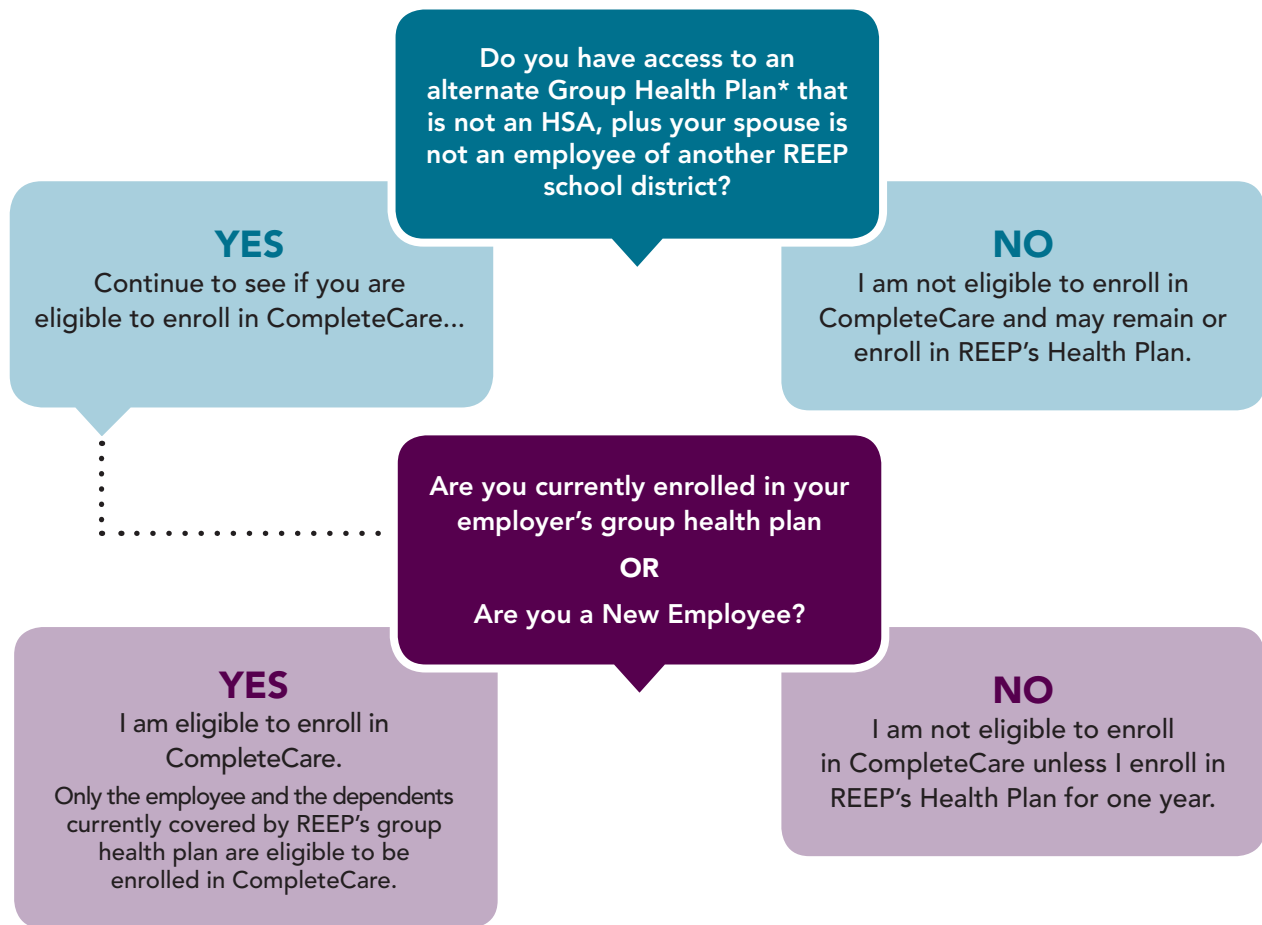 Do you have access to an
alternate Group Health Plan* that
is not an HSA, plus your spouse is
not an employee of another REEP
school district?
YES
Continue to see if you are
eligible to enroll in CompleteCare...
NO
I am not eligible to enroll in
CompleteCare and may remain or
enroll in REEP's Health Plan.
Are you currently enrolled in your
employer's group health plan
OR
Are you a New Employee?
YES
I am eligible to enroll in
CompleteCare.
Only the employee and the dependents
currently covered by REEP's group
health plan are eligible to be
enrolled in CompleteCare.
NO
I am not eligible to enroll
in CompleteCare unless I enroll in
REEP's Health Plan for one year.